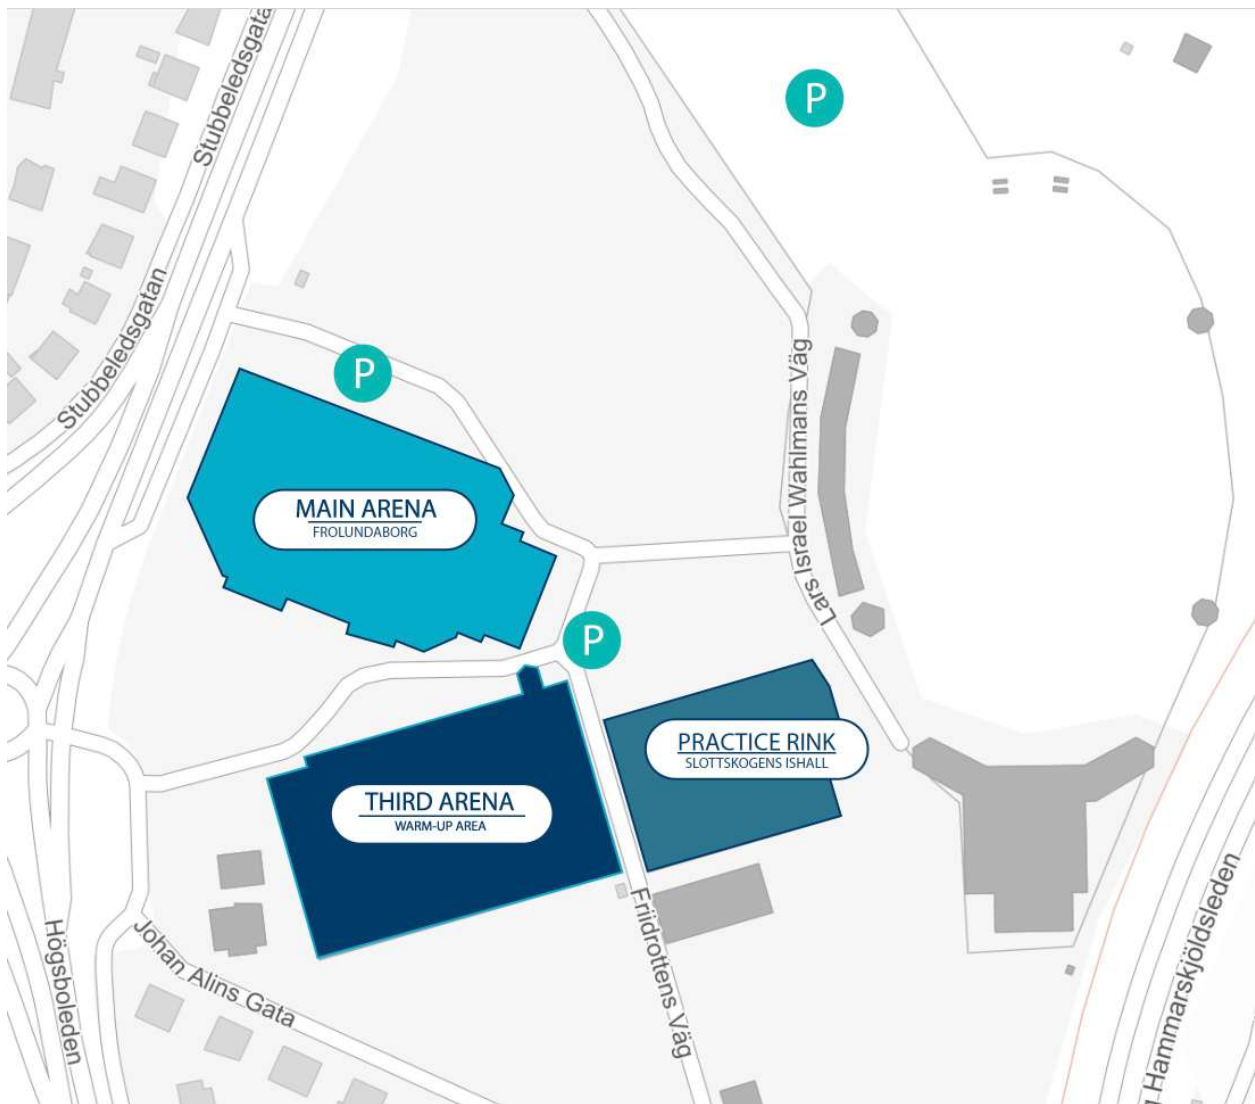 Stubbeledsgatan
P
Stubbeledsgatan
P
Lars Israel Wahlmans Väg
MAIN ARENA
FROLUNDABORG
P
PRACTICE RINK
SLOTTSKOGENS ISHALL
THIRD ARENA
WARM-UP AREA
Friidrottens Väg
Högsboleden
Johan Alins Gata
Hammarskjöldsleden